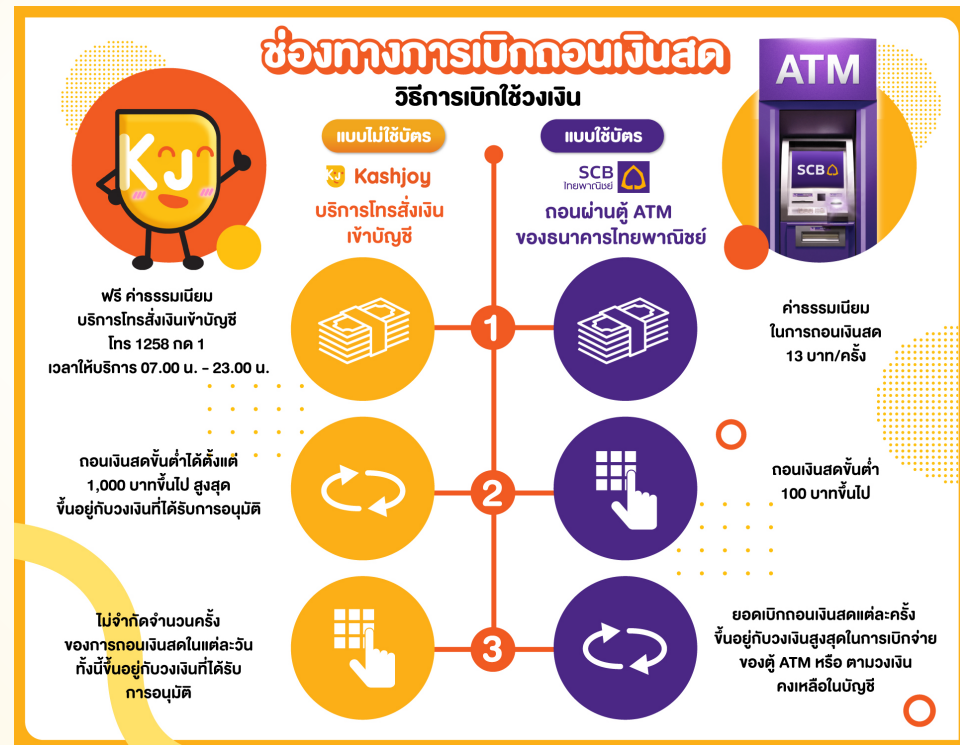 ช่องทางการเบิกถอนเงินสด
วิธีการเบิกใช้วงเงิน
แบบไม่ใช้บัตร
KJ Kashjoy
บริการโทรสั่งเงิน
เข้าบัญชี
แบบใช้บัตร
SCB
ไทยพาณิชย์
ถอนผ่านตู้ ATM
ของธนาคารไทยพาณิชย์
KJ
ATM
SCB
ฟรี ค่าธรรมเนียม
บริการโทรสั่งเงินเข้าบัญชี
โทร 1258 กด 1
เวลาให้บริการ 07.00 น. - 23.00 น.
1
ค่าธรรมเนียม
ในการถอนเงินสด
13 บาท/ครั้ง
ถอนเงินสดขั้นต่ำได้ตั้งแต่
1,000 บาทขึ้นไป สูงสุด
ขึ้นอยู่กับวงเงินที่ได้รับการอนุมัติ
2
ถอนเงินสดขั้นต่ำ
100 บาทขึ้นไป
ไม่จำกัดจำนวนครั้ง
ของการถอนเงินสดในแต่ละวัน
ทั้งนี้ขึ้นอยู่กับวงเงินที่ได้รับ
การอนุมัติ
3
ยอดเบิกถอนเงินสดแต่ละครั้ง
ขึ้นอยู่กับวงเงินสูงสุดในการเบิกจ่าย
ของตู้ ATM หรือ ตามวงเงิน
คงเหลือในบัญชี